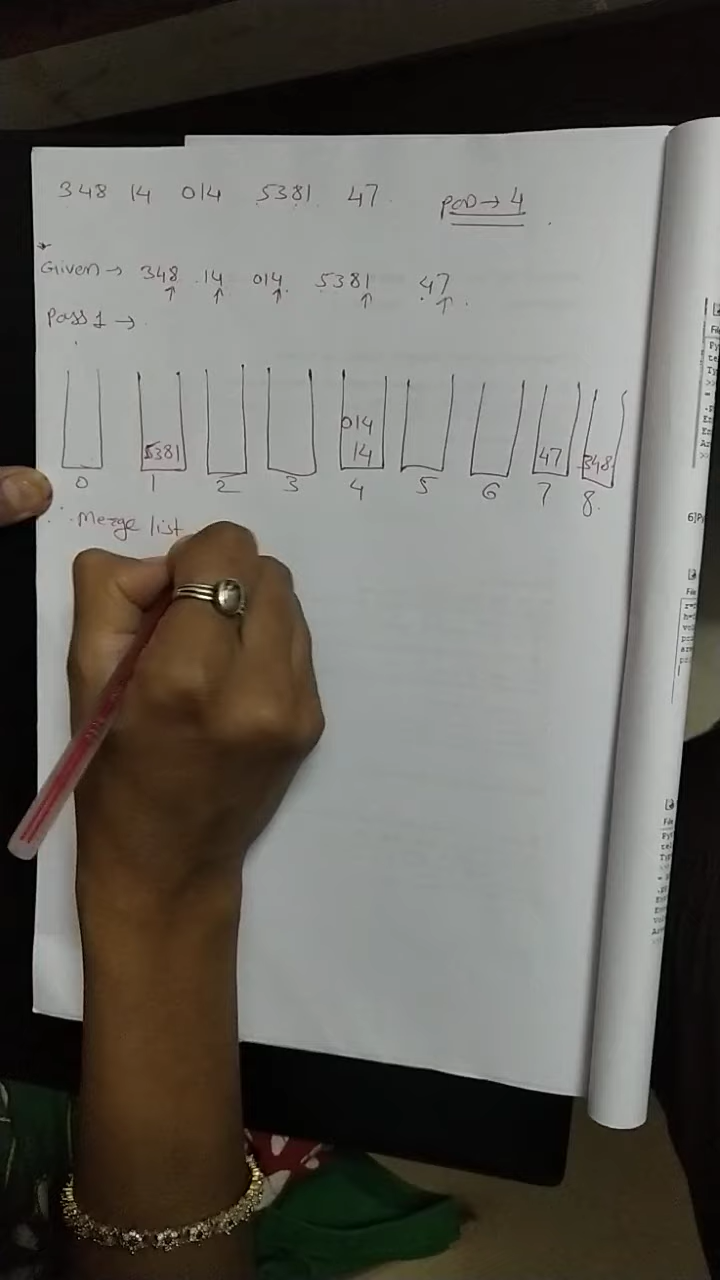 348 14 014 5381 47 POD → 4
* Given → 348 14 014 5381 47
Pass 1 →
014
5381 14 47 348
0 1 2 3 4 5 6 7 8
∴ Merge list